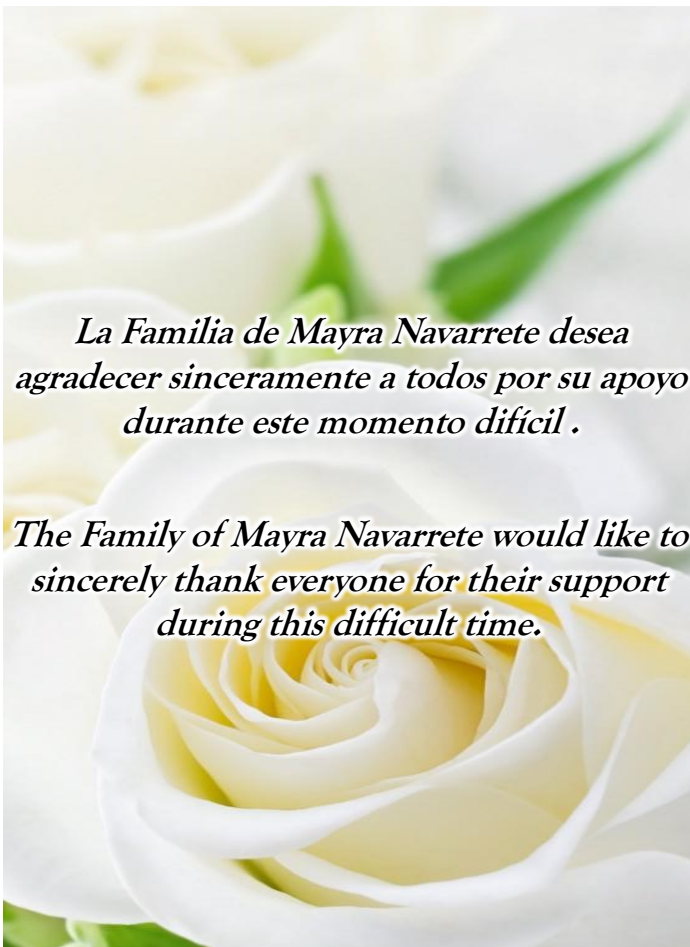 La Familia de Mayra Navarrete desea
agradecer sinceramente a todos por su apoyo
durante este momento difícil .
The Family of Mayra Navarrete would like to
sincerely thank everyone for their support
during this difficult time.